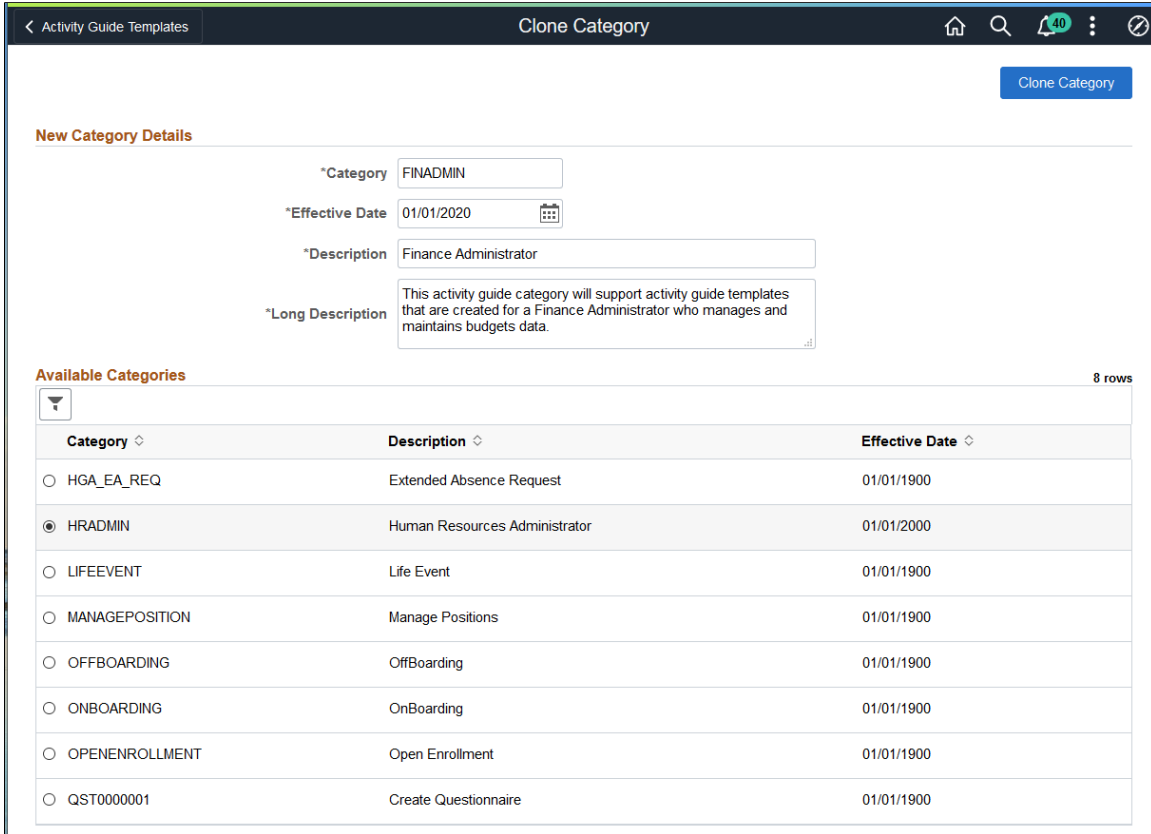 Activity Guide Templates
Clone Category
40
Clone Category
New Category Details
*Category FINADMIN
*Effective Date 01/01/2020
*Description Finance Administrator
*Long Description
This activity guide category will support activity guide templates
that are created for a Finance Administrator who manages and
maintains budgets data.
Available Categories
8 rows
Category Description Effective Date
HGA_EA_REQ Extended Absence Request 01/01/1900
HRADMIN Human Resources Administrator 01/01/2000
LIFEEVENT Life Event 01/01/1900
MANAGEPOSITION Manage Positions 01/01/1900
OFFBOARDING OffBoarding 01/01/1900
ONBOARDING OnBoarding 01/01/1900
OPENENROLLMENT Open Enrollment 01/01/1900
QST0000001 Create Questionnaire 01/01/1900